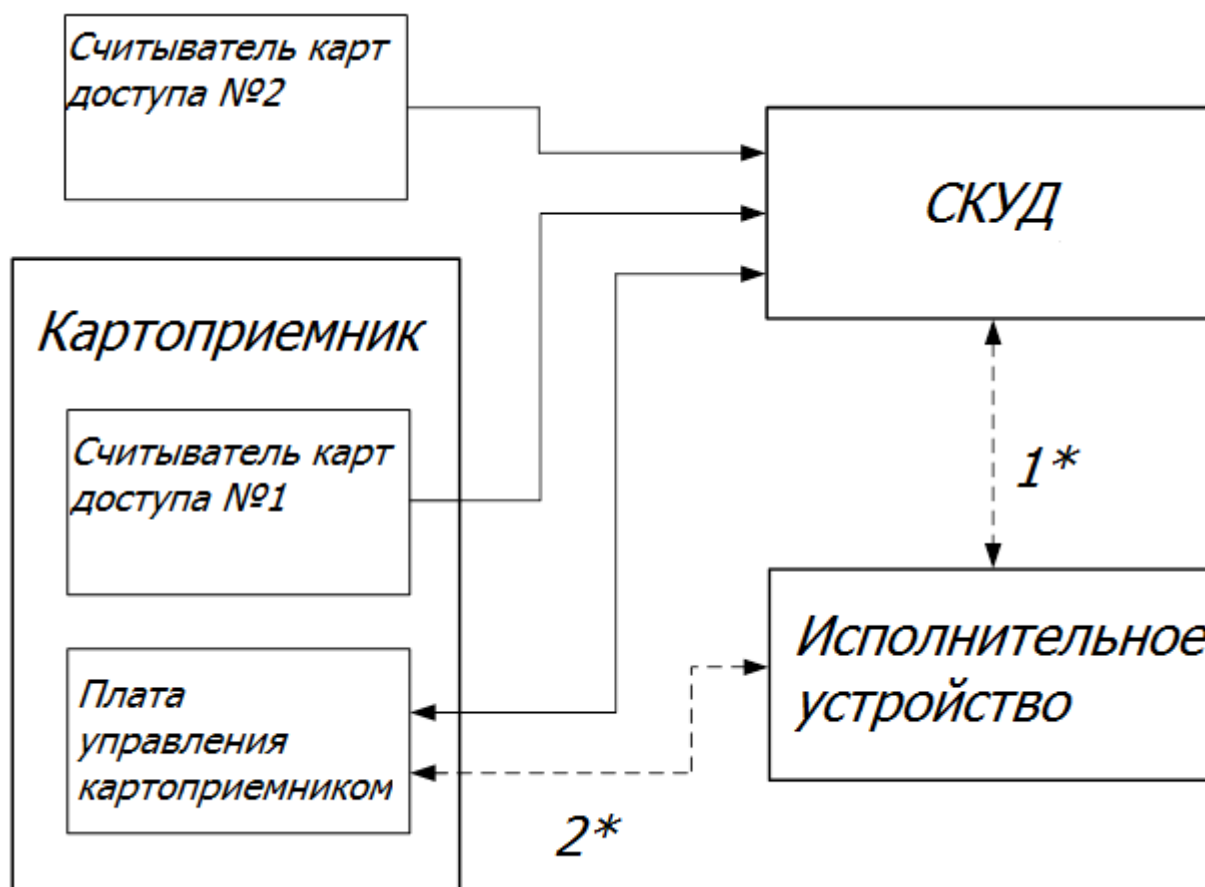 Считыватель карт
доступа №2
СКУД
Картоприемник
Считыватель карт
доступа №1
1*
Исполнительное
устройство
Плата
управления
картоприемником
2*